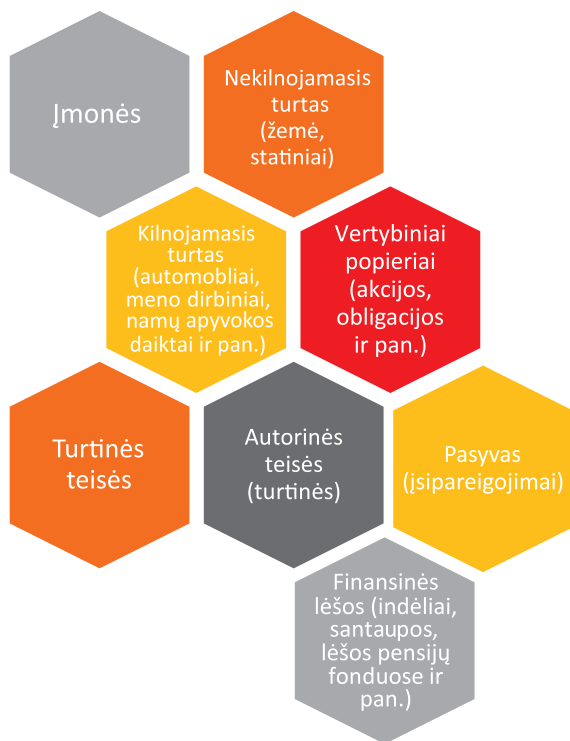 Įmonės
Nekilnojamasis
turtas
(žemė,
statiniai)
Kilnojamasis
turtas
(automobliai,
meno dirbiniai,
namų apyvokos
daiktai ir pan.)
Vertybiniai
popieriai
(akcijos,
obligacijos
ir pan.)
Turtinės
teisės
Autorinės
teisės
(turtinės)
Pasyvas
(įsipareigojimai)
Finansinės
lėšos (indėliai,
santaupos,
lėšos pensijų
fonduose ir
pan.)